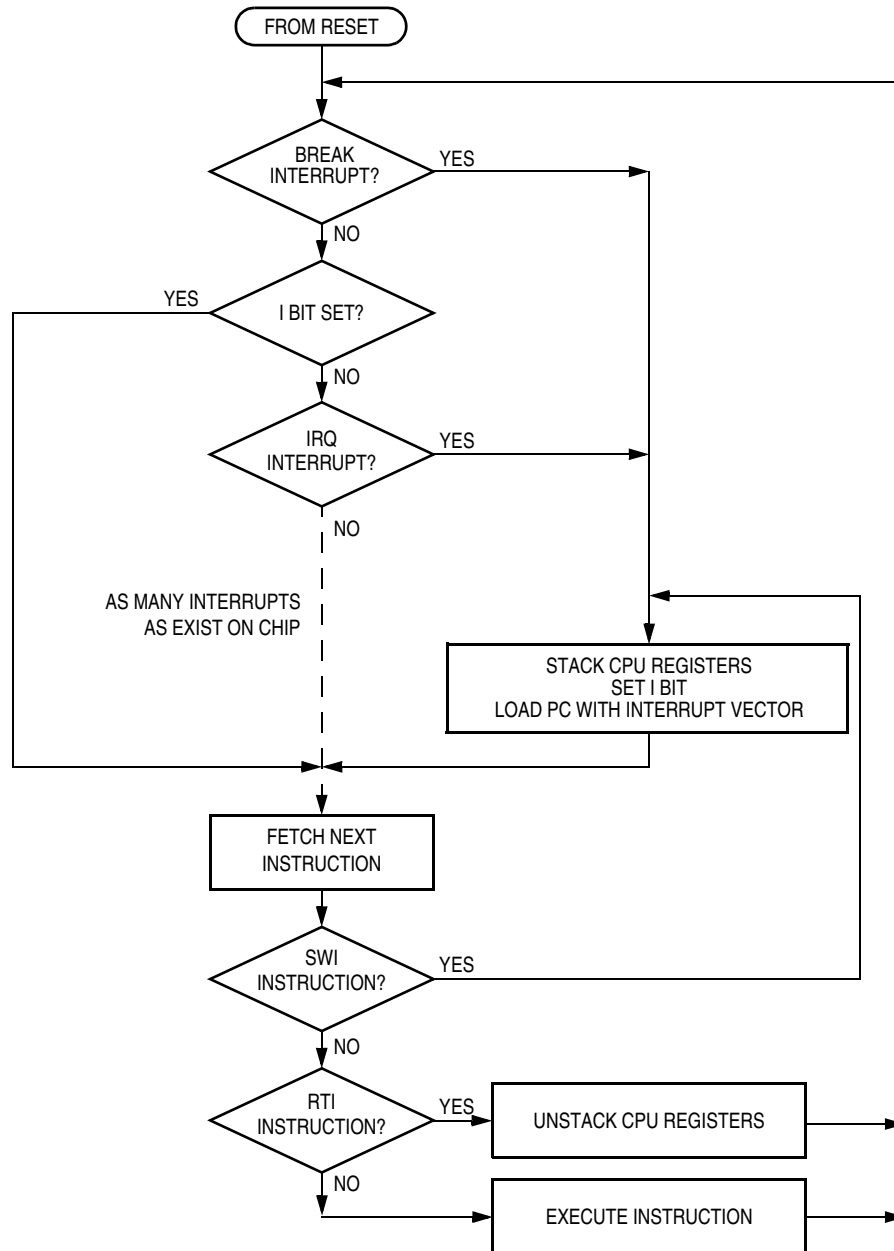 FROM RESET
BREAK
INTERRUPT?
YES
NO
YES
I BIT SET?
NO
IRQ
INTERRUPT?
YES
NO
AS MANY INTERRUPTS
AS EXIST ON CHIP
STACK CPU REGISTERS
SET I BIT
LOAD PC WITH INTERRUPT VECTOR
FETCH NEXT
INSTRUCTION
SWI
INSTRUCTION?
YES
NO
RTI
INSTRUCTION?
YES
UNSTACK CPU REGISTERS
NO
EXECUTE INSTRUCTION